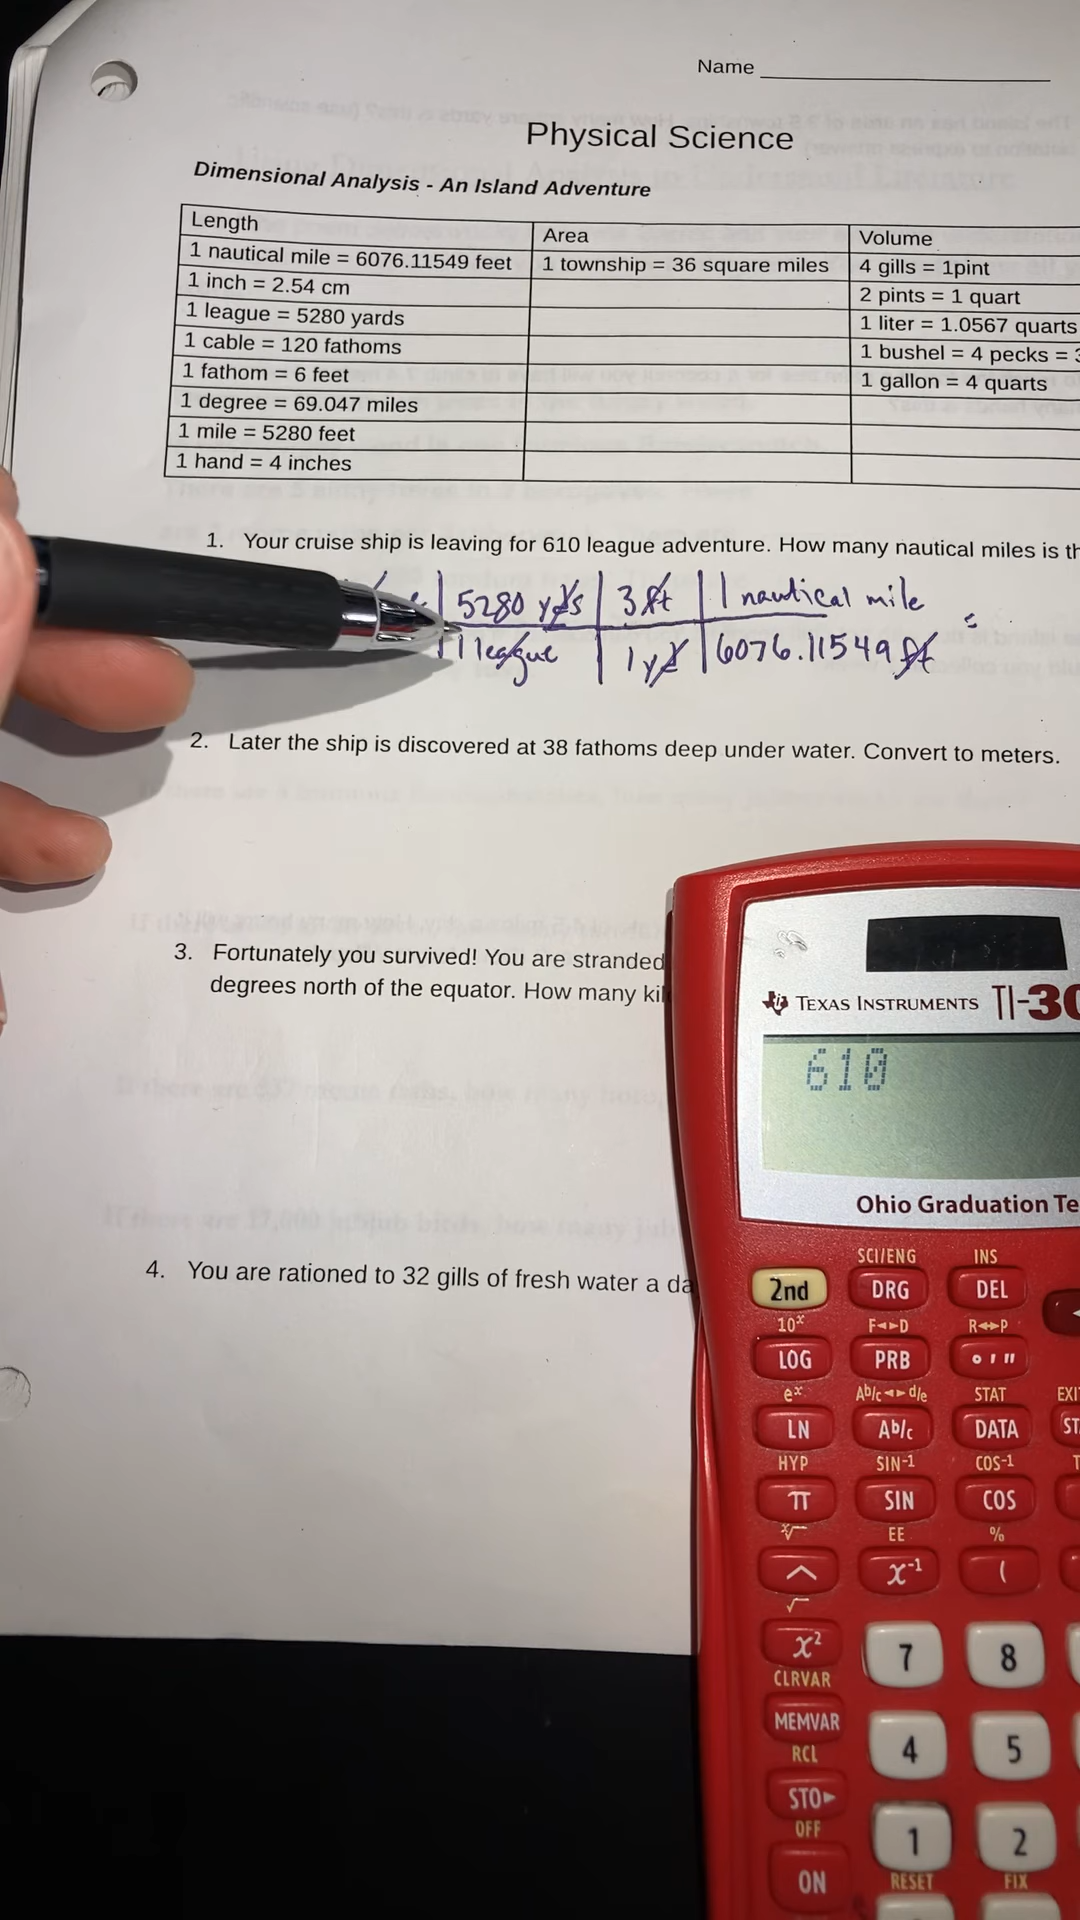 Name
Physical Science
Dimensional Analysis - An Island Adventure
Length
Area
Volume
1 nautical mile = 6076.11549 feet
1 township = 36 square miles
4 gills = 1pint
1 inch = 2.54 cm
2 pints = 1 quart
1 league = 5280 yards
1 liter = 1.0567 quarts
1 cable = 120 fathoms
1 bushel = 4 pecks =
1 fathom = 6 feet
1 gallon = 4 quarts
1 degree = 69.047 miles
1 mile = 5280 feet
1 hand = 4 inches
1. Your cruise ship is leaving for 610 league adventure. How many nautical miles is
5280 yds | 3 ft | 1 nautical mile =
1 league | 1 yd | 6076.11549 ft
2. Later the ship is discovered at 38 fathoms deep under water. Convert to meters.
3. Fortunately you survived! You are stranded
degrees north of the equator. How many
4. You are rationed to 32 gills of fresh water a
TEXAS INSTRUMENTS TI-30
610
Ohio Graduation
SCI/ENG INS
2nd DRG DEL
10ˣ F◄►D R◄►P
LOG PRB ° ' "
eˣ Ab/c◄►d/e STAT
LN Ab/c DATA
HYP SIN-1 COS-1
π SIN COS
ˣ√ EE %
^ x-1 (
√
x² 7 8
CLRVAR
MEMVAR 4 5
RCL
STO► 1 2
OFF RESET FIX
ON